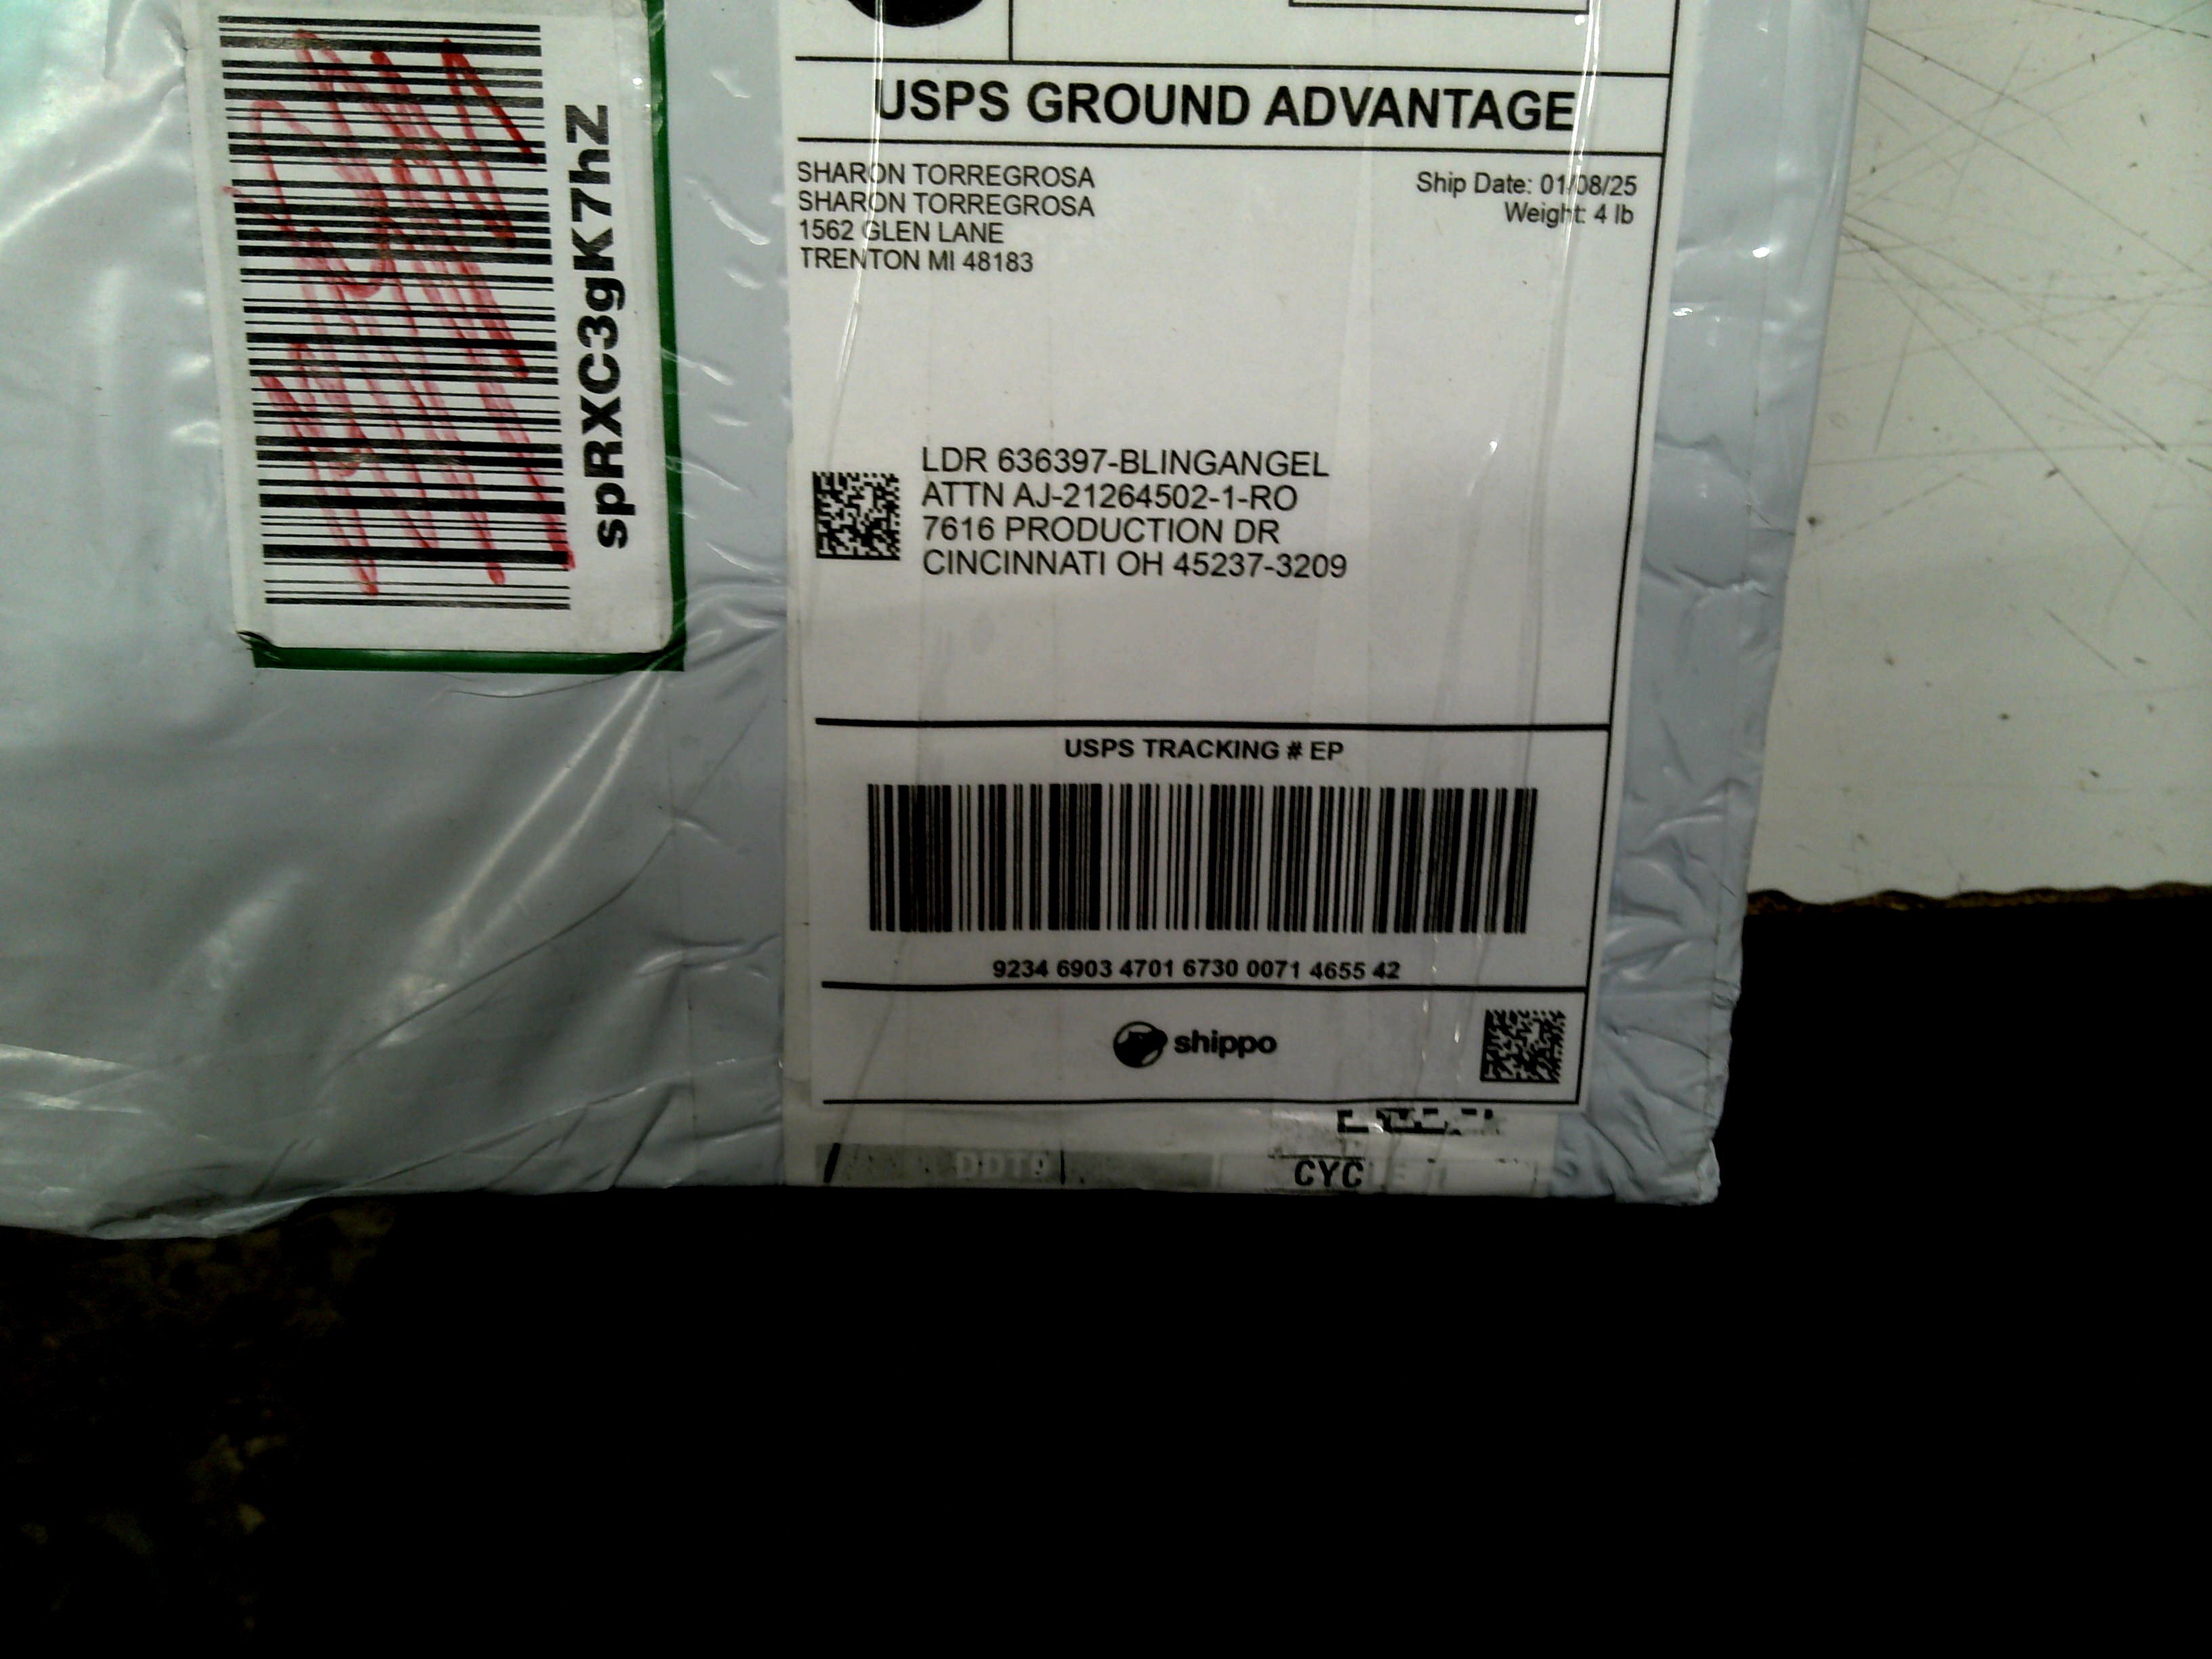 spRXC3gK7hZ
USPS GROUND ADVANTAGE
SHARON TORREGROSA
SHARON TORREGROSA
1562 GLEN LANE
TRENTON MI 48183
Ship Date: 01/08/25
Weight: 4 lb
LDR 636397-BLINGANGEL
ATTN AJ-21264502-1-RO
7616 PRODUCTION DR
CINCINNATI OH 45237-3209
USPS TRACKING # EP
9234 6903 4701 6730 0071 4655 42
shippo
CYC